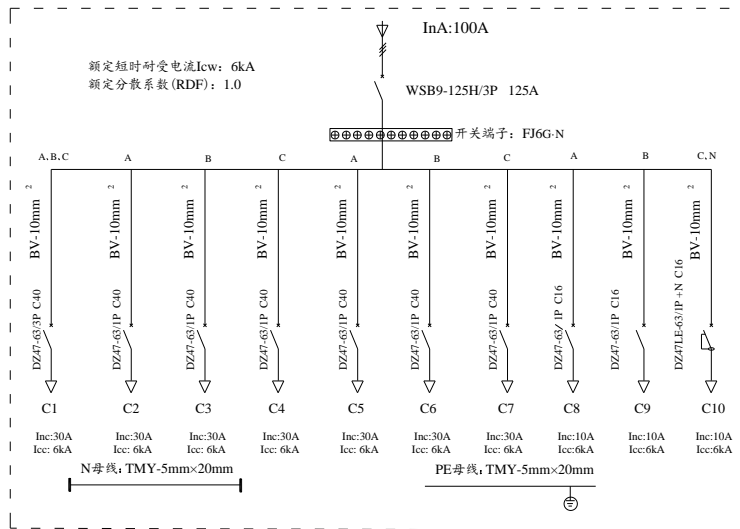 InA:100A
额定短时耐受电流Icw: 6kA
额定分散系数(RDF): 1.0
WSB9-125H/3P 125A
开关端子: FJ6G-N
A、B、C A B C A B C A B C,N
BV-10mm² BV-10mm² BV-10mm² BV-10mm² BV-10mm² BV-10mm² BV-10mm² BV-10mm² BV-10mm² BV-10mm²
DZ47-63/3P C40
DZ47-63/1P C40
DZ47-63/1P C40
DZ47-63/1P C40
DZ47-63/1P C40
DZ47-63/1P C40
DZ47-63/1P C40
DZ47-63/1P C16
DZ47-63/1P C16
DZ47LE-63/1P+N C16
C1 C2 C3 C4 C5 C6 C7 C8 C9 C10
Inc:30A Inc:30A Inc:30A Inc:30A Inc:30A Inc:30A Inc:30A Inc:10A Inc:10A Inc:10A
Icc: 6kA Icc: 6kA Icc: 6kA Icc: 6kA Icc: 6kA Icc: 6kA Icc: 6kA Icc: 6kA Icc: 6kA Icc:6kA
N母线: TMY-5mm×20mm PE母线: TMY-5mm×20mm